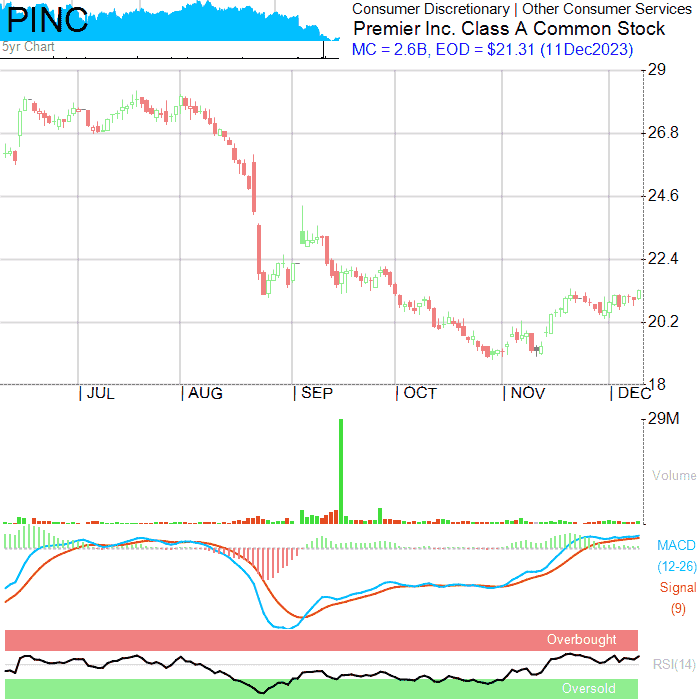 PINC
5yr Chart
Consumer Discretionary | Other Consumer Services
Premier Inc. Class A Common Stock
MC = 2.6B, EOD = $21.31 (11Dec2023)
29
26.8
24.6
22.4
20.2
18
| JUL | AUG | SEP | OCT | NOV | DEC
29M
Volume
MACD
(12-26)
Signal
(9)
Overbought
RSI(14)
Oversold